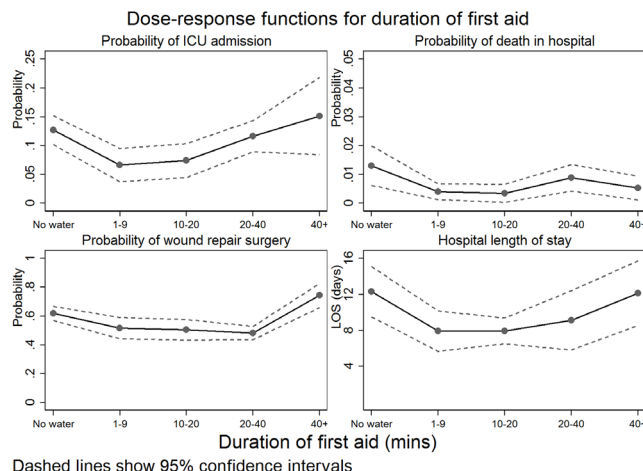 Dose-response functions for duration of first aid
Probability of ICU admission
Probability
0 .05 .1 .15 .2 .25
No water 1-9 10-20 20-40 40+
Probability of death in hospital
Probability
0 .01 .02 .03 .04 .05
No water 1-9 10-20 20-40 40+
Probability of wound repair surgery
Probability
0 .2 .4 .6 .8 1
No water 1-9 10-20 20-40 40+
Hospital length of stay
LOS (days)
4 8 12 16
No water 1-9 10-20 20-40 40+
Duration of first aid (mins)
Dashed lines show 95% confidence intervals